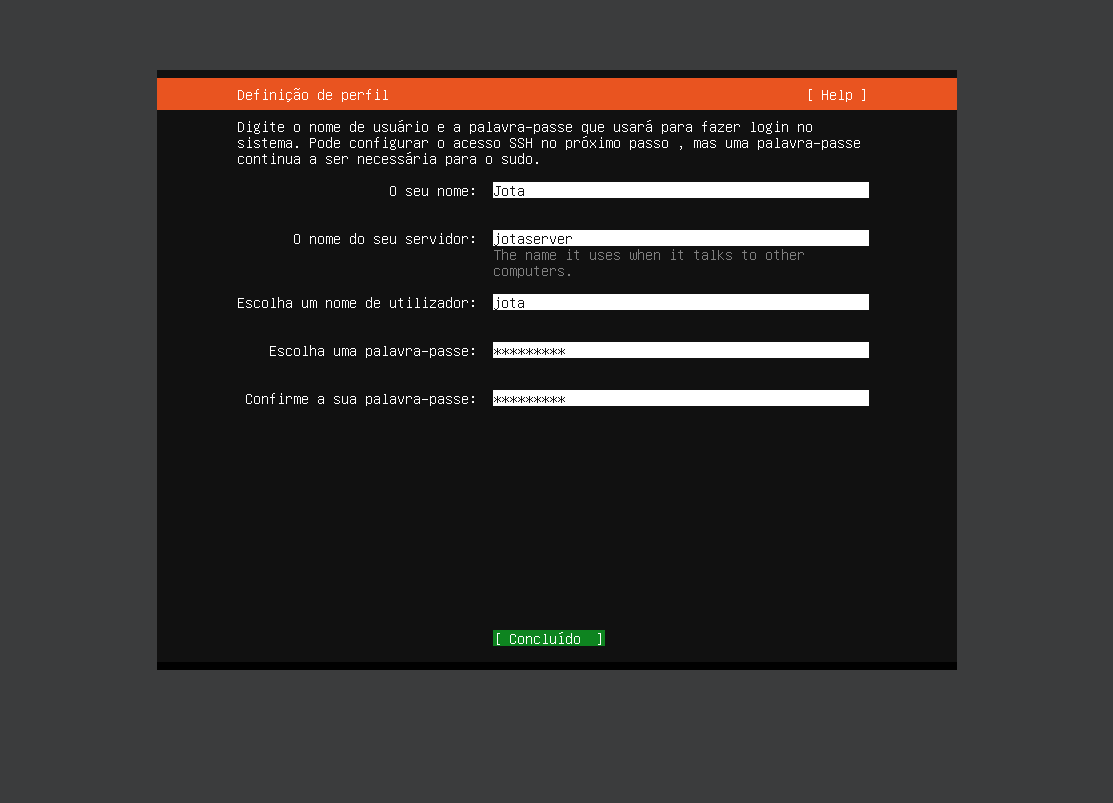 Definição de perfil [ Help ]
Digite o nome de usuário e a palavra-passe que usará para fazer login no
sistema. Pode configurar o acesso SSH no próximo passo , mas uma palavra-passe
continua a ser necessária para o sudo.
O seu nome: Jota
O nome do seu servidor: jotaserver
The name it uses when it talks to other
computers.
Escolha um nome de utilizador: jota
Escolha uma palavra-passe: *********
Confirme a sua palavra-passe: *********
[ Concluído ]